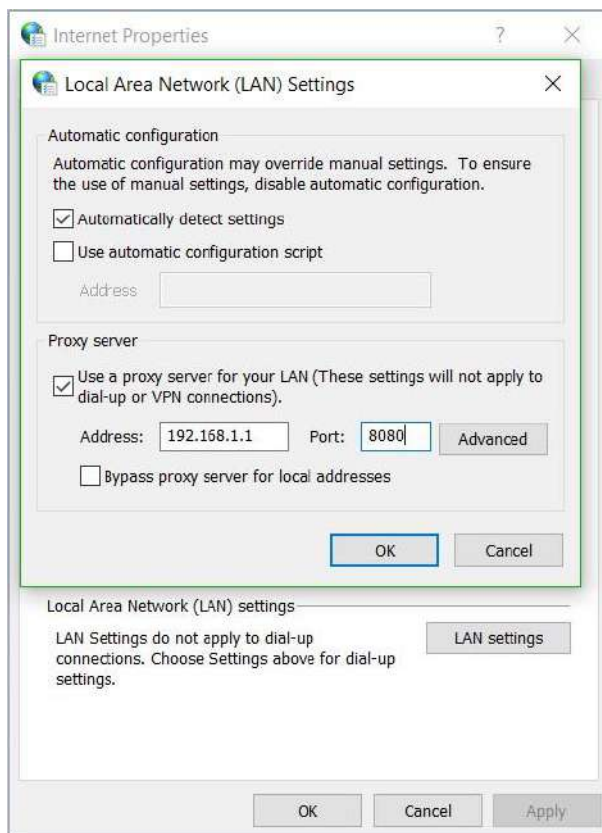 Internet Properties
Local Area Network (LAN) Settings
Automatic configuration
Automatic configuration may override manual settings. To ensure
the use of manual settings, disable automatic configuration.
Automatically detect settings
Use automatic configuration script
Address
Proxy server
Use a proxy server for your LAN (These settings will not apply to
dial-up or VPN connections).
Address: 192.168.1.1 Port: 8080 Advanced
Bypass proxy server for local addresses
OK Cancel
Local Area Network (LAN) settings
LAN Settings do not apply to dial-up
connections. Choose Settings above for dial-up
settings.
LAN settings
OK Cancel Apply